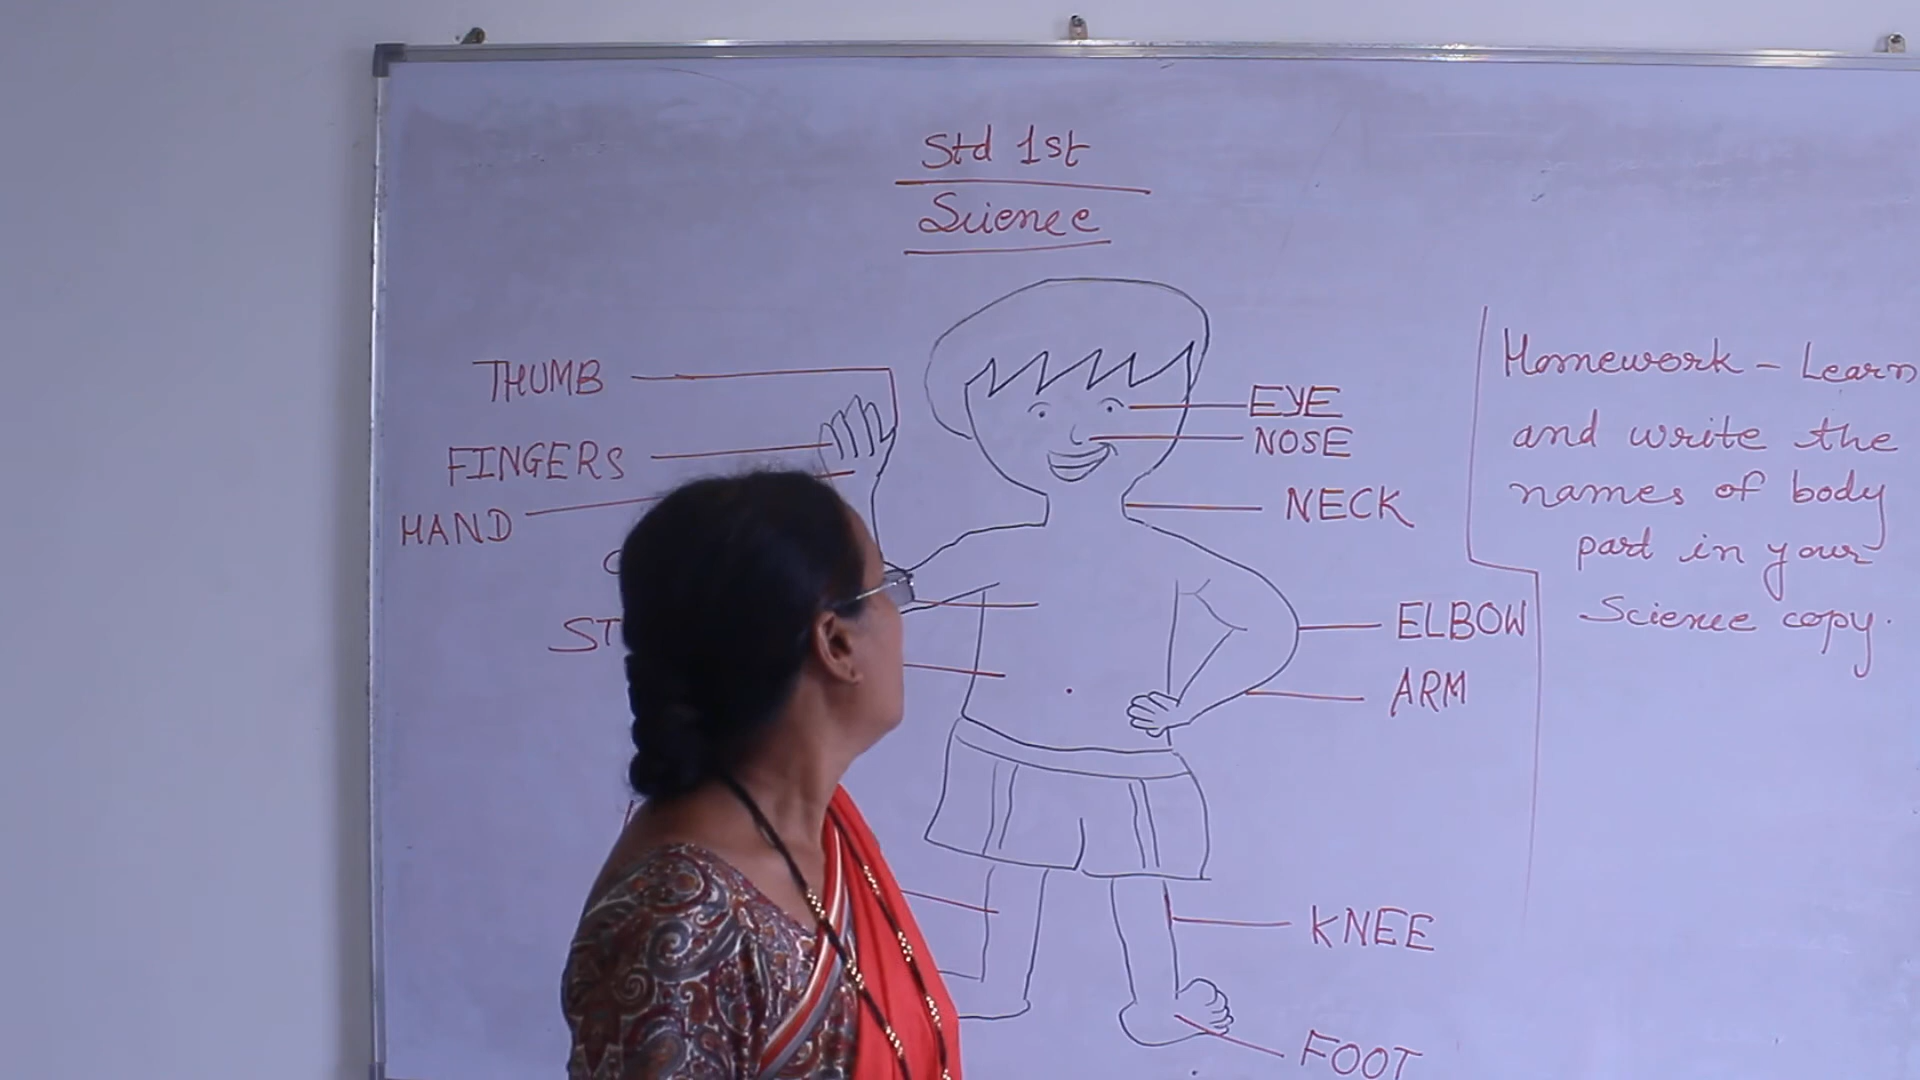 Std 1st
Science
THUMB
FINGERS
HAND
EYE
NOSE
NECK
ELBOW
ARM
KNEE
FOOT
Homework - Learn
and write the
names of body
part in your
Science copy.